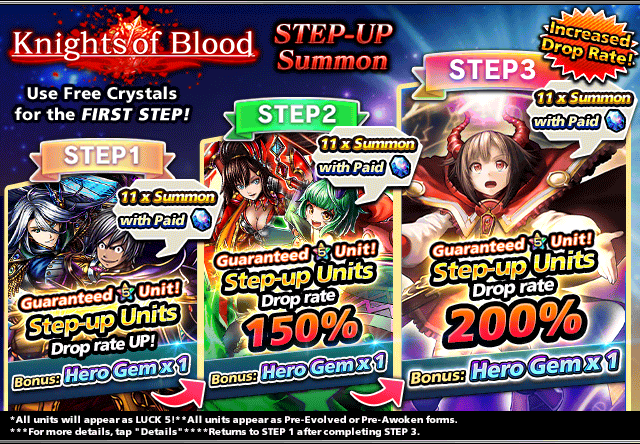 Knights of Blood
STEP-UP
Summon
Increased
Drop Rate!
Use Free Crystals
for the FIRST STEP!
STEP1
11 x Summon
with Paid
Guaranteed 5 Unit!
Step-up Units
Drop rate UP!
Bonus: Hero Gem x 1
STEP2
11 x Summon
with Paid
Guaranteed 5 Unit!
Step-up Units
Drop rate
150%
Bonus: Hero Gem x 1
STEP3
11 x Summon
with Paid
Guaranteed 5 Unit!
Step-up Units
Drop rate
200%
Bonus: Hero Gem x 1
*All units will appear as LUCK 5!**All units appear as Pre-Evolved or Pre-Awoken forms.
***For more details, tap "Details"****Returns to STEP 1 after completing STEP 3.